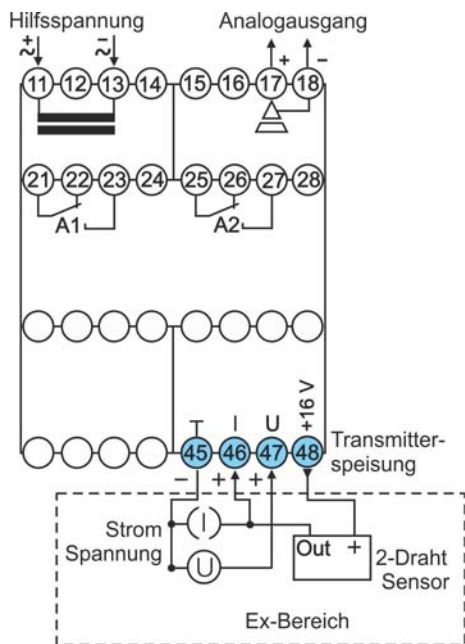 Hilfsspannung Analogausgang
≂+ ≂− + −
11 12 13 14 15 16 17 18
21 22 23 24 25 26 27 28
A1 A2
⊥ I U +16 V
45 46 47 48
Transmitter-
speisung
− + +
Strom
Spannung
I
U
Out +
2-Draht
Sensor
Ex-Bereich